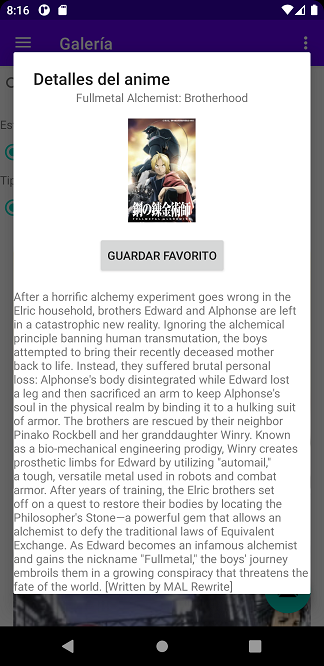 8:16
Galería
Detalles del anime
Fullmetal Alchemist: Brotherhood
鋼の錬金術師
FULLMETAL ALCHEMIST
GUARDAR FAVORITO
After a horrific alchemy experiment goes wrong in the
Elric household, brothers Edward and Alphonse are left
in a catastrophic new reality. Ignoring the alchemical
principle banning human transmutation, the boys
attempted to bring their recently deceased mother
back to life. Instead, they suffered brutal personal
loss: Alphonse's body disintegrated while Edward lost
a leg and then sacrificed an arm to keep Alphonse's
soul in the physical realm by binding it to a hulking suit
of armor. The brothers are rescued by their neighbor
Pinako Rockbell and her granddaughter Winry. Known
as a bio-mechanical engineering prodigy, Winry creates
prosthetic limbs for Edward by utilizing "automail,"
a tough, versatile metal used in robots and combat
armor. After years of training, the Elric brothers set
off on a quest to restore their bodies by locating the
Philosopher's Stone—a powerful gem that allows an
alchemist to defy the traditional laws of Equivalent
Exchange. As Edward becomes an infamous alchemist
and gains the nickname "Fullmetal," the boys' journey
embroils them in a growing conspiracy that threatens the
fate of the world. [Written by MAL Rewrite]